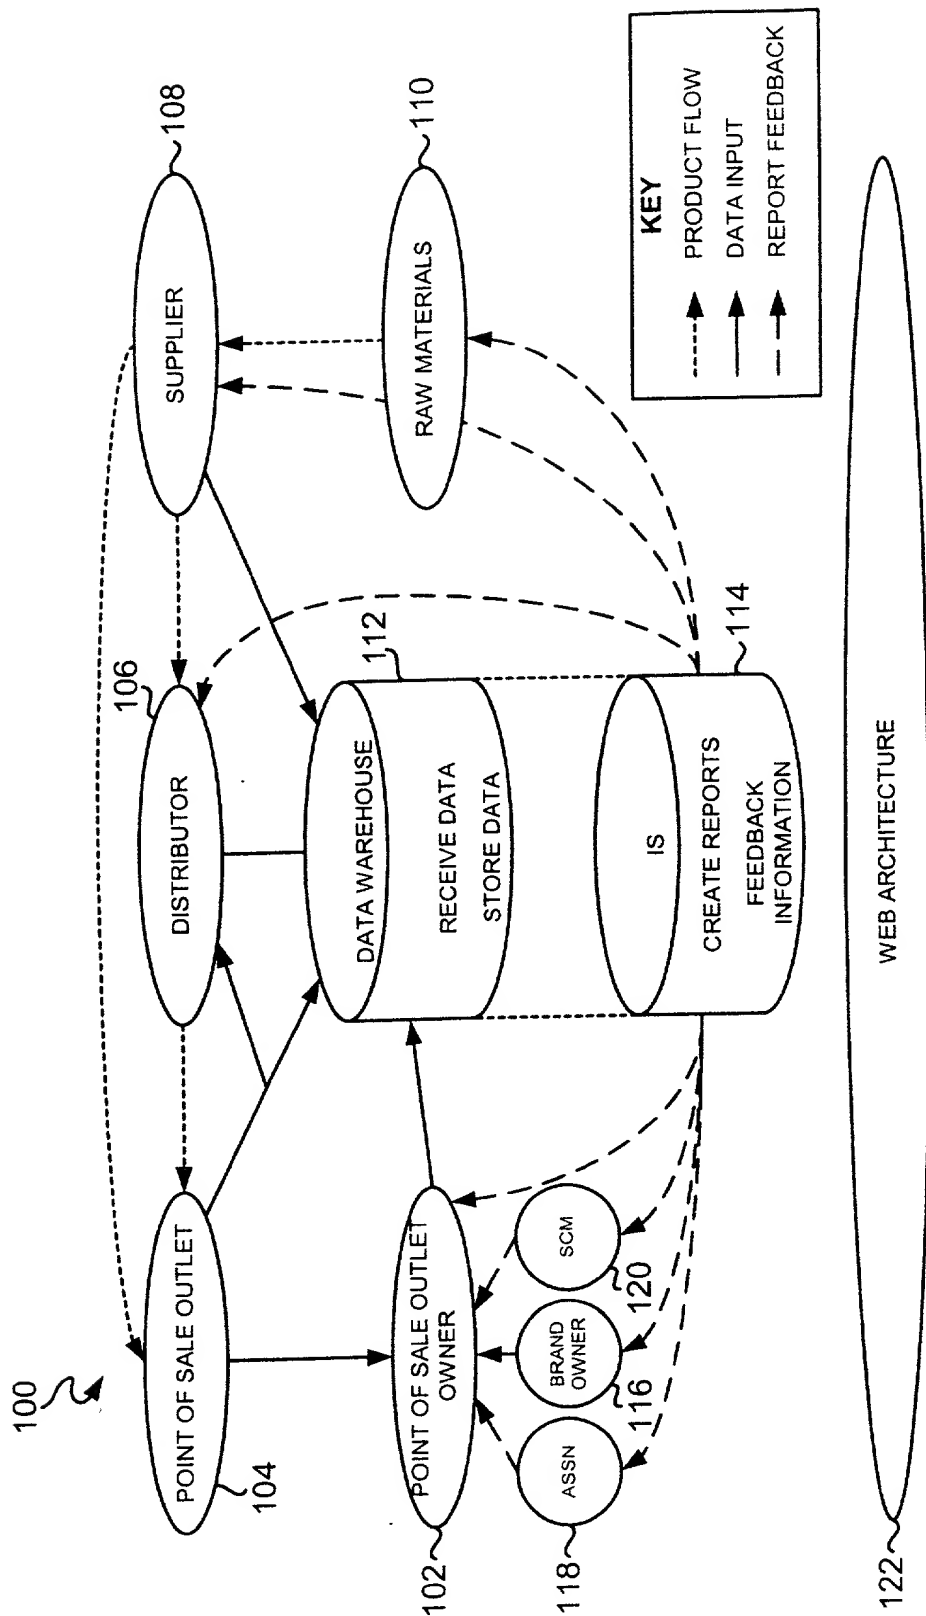 100
POINT OF SALE OUTLET
104
DISTRIBUTOR
106
SUPPLIER
108
POINT OF SALE OUTLET
OWNER
102
DATA WAREHOUSE
112
RECEIVE DATA
STORE DATA
RAW MATERIALS
110
SCM
120
BRAND
OWNER
116
ASSN
118
IS
CREATE REPORTS
114
FEEDBACK
INFORMATION
KEY
PRODUCT FLOW
DATA INPUT
REPORT FEEDBACK
WEB ARCHITECTURE
122